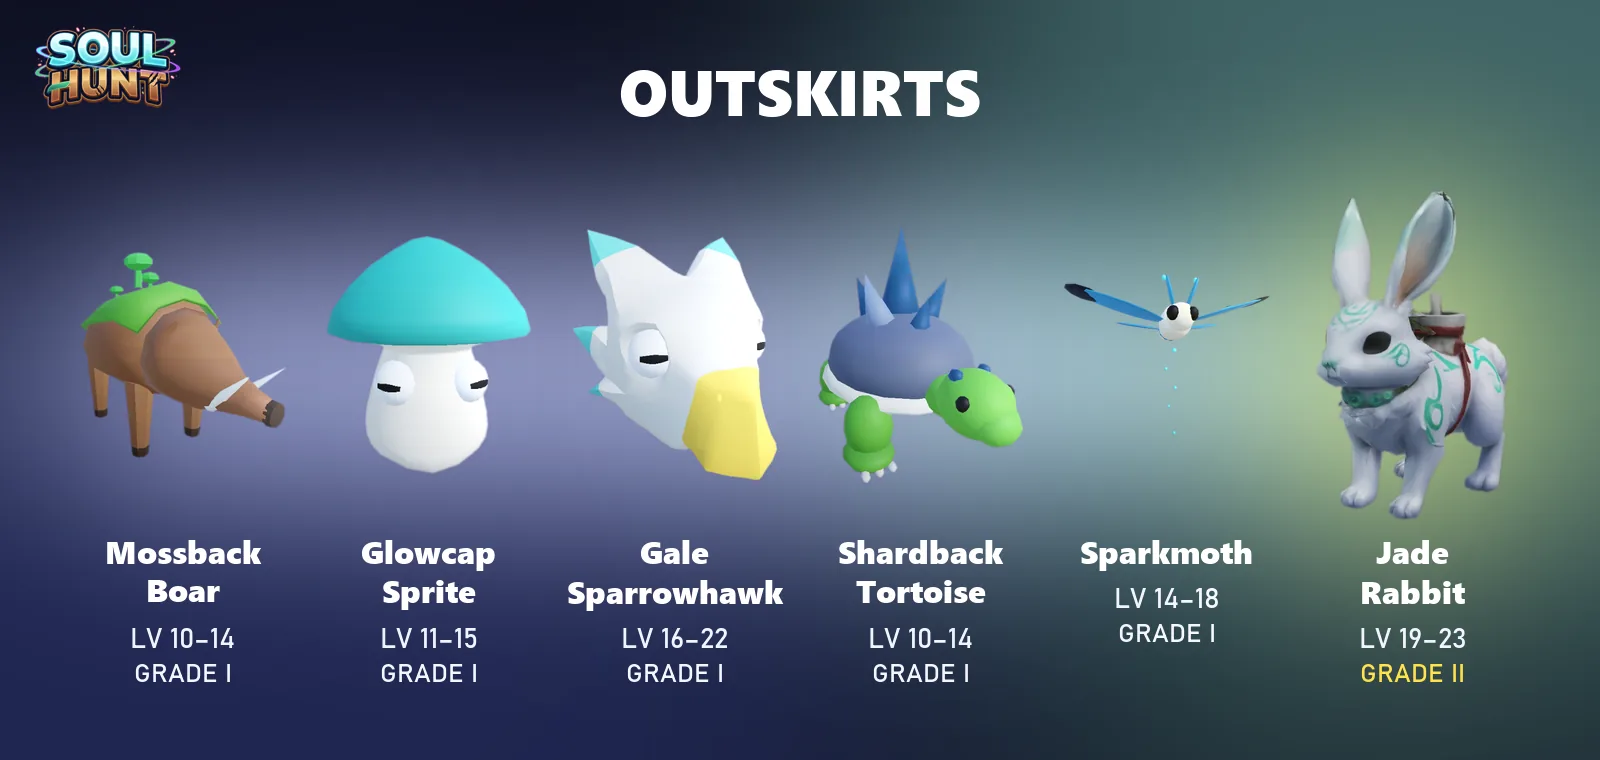 SOUL
HUNT
OUTSKIRTS
Mossback
Boar
LV 10–14
GRADE I
Glowcap
Sprite
LV 11–15
GRADE I
Gale
Sparrowhawk
LV 16–22
GRADE I
Shardback
Tortoise
LV 10–14
GRADE I
Sparkmoth
LV 14–18
GRADE I
Jade
Rabbit
LV 19–23
GRADE II